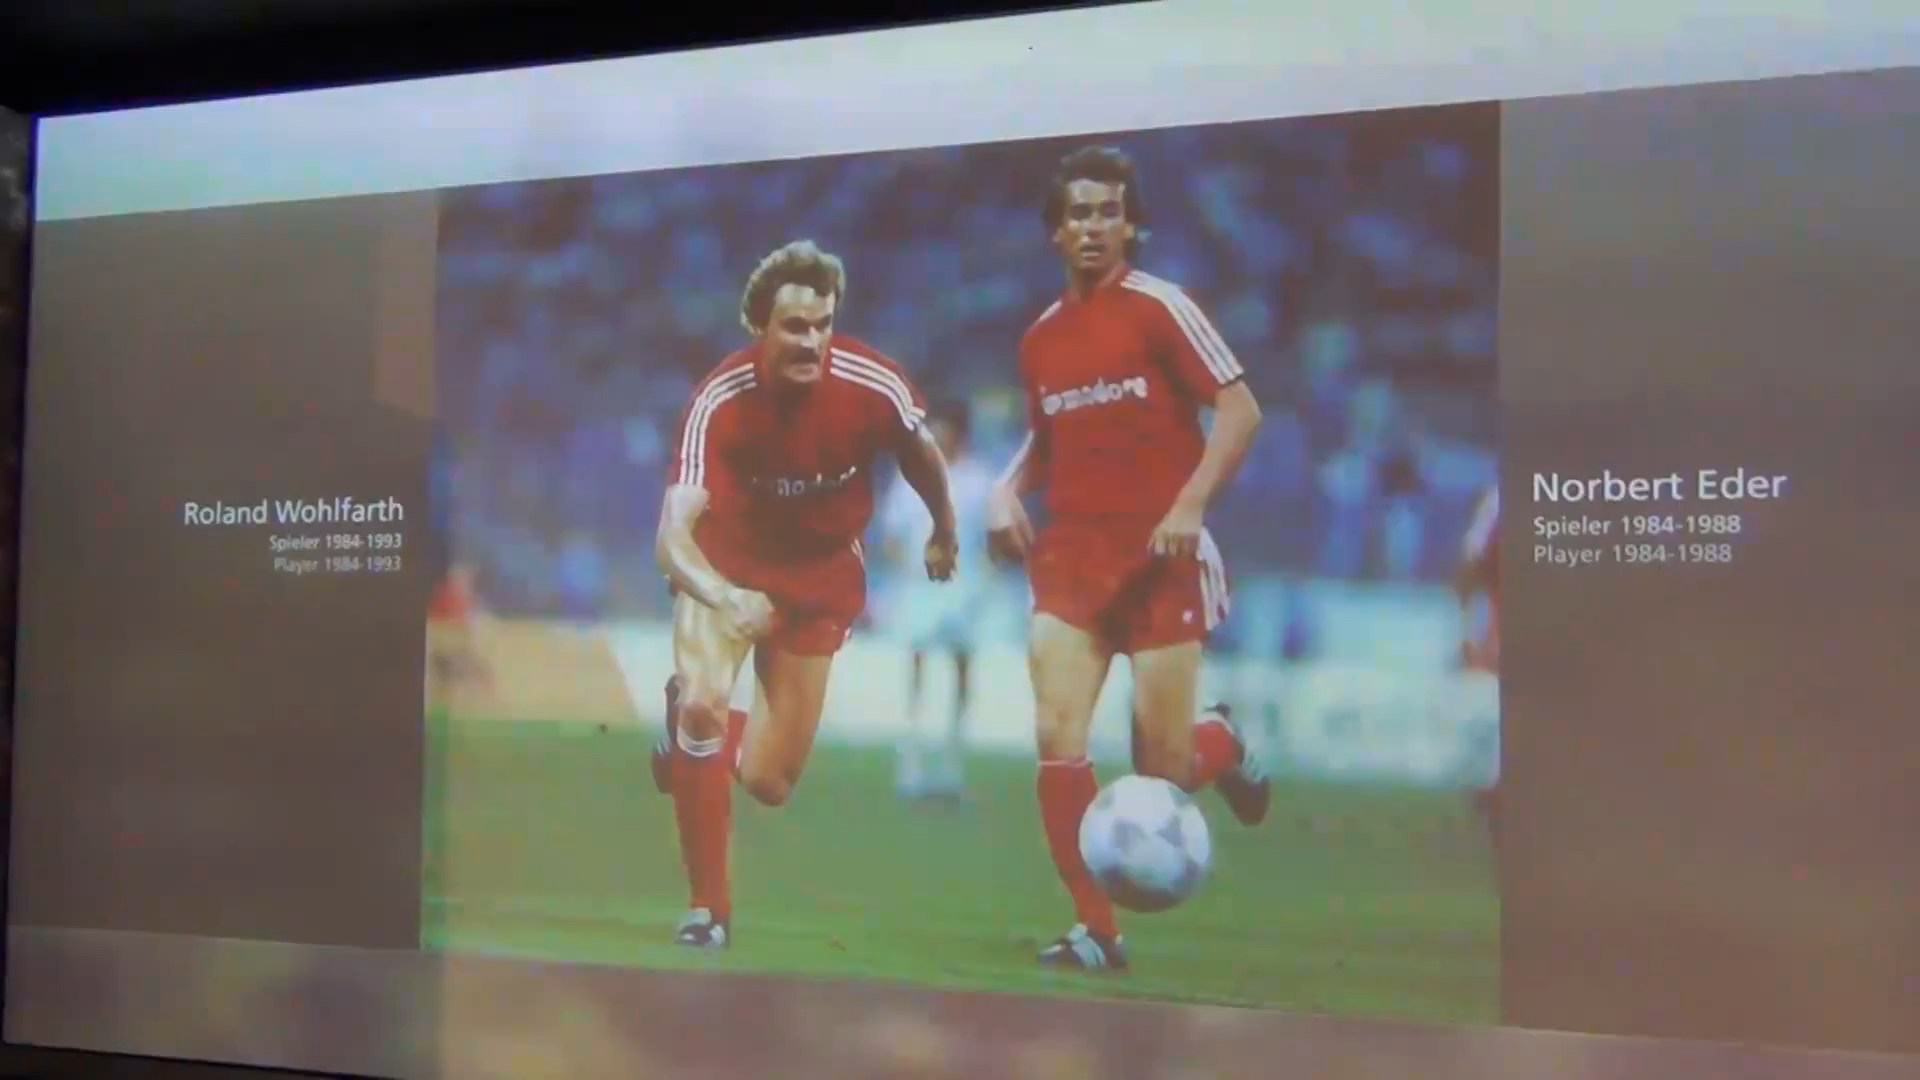 Roland Wohlfarth
Spieler 1984-1993
Player 1984-1993
Norbert Eder
Spieler 1984-1988
Player 1984-1988